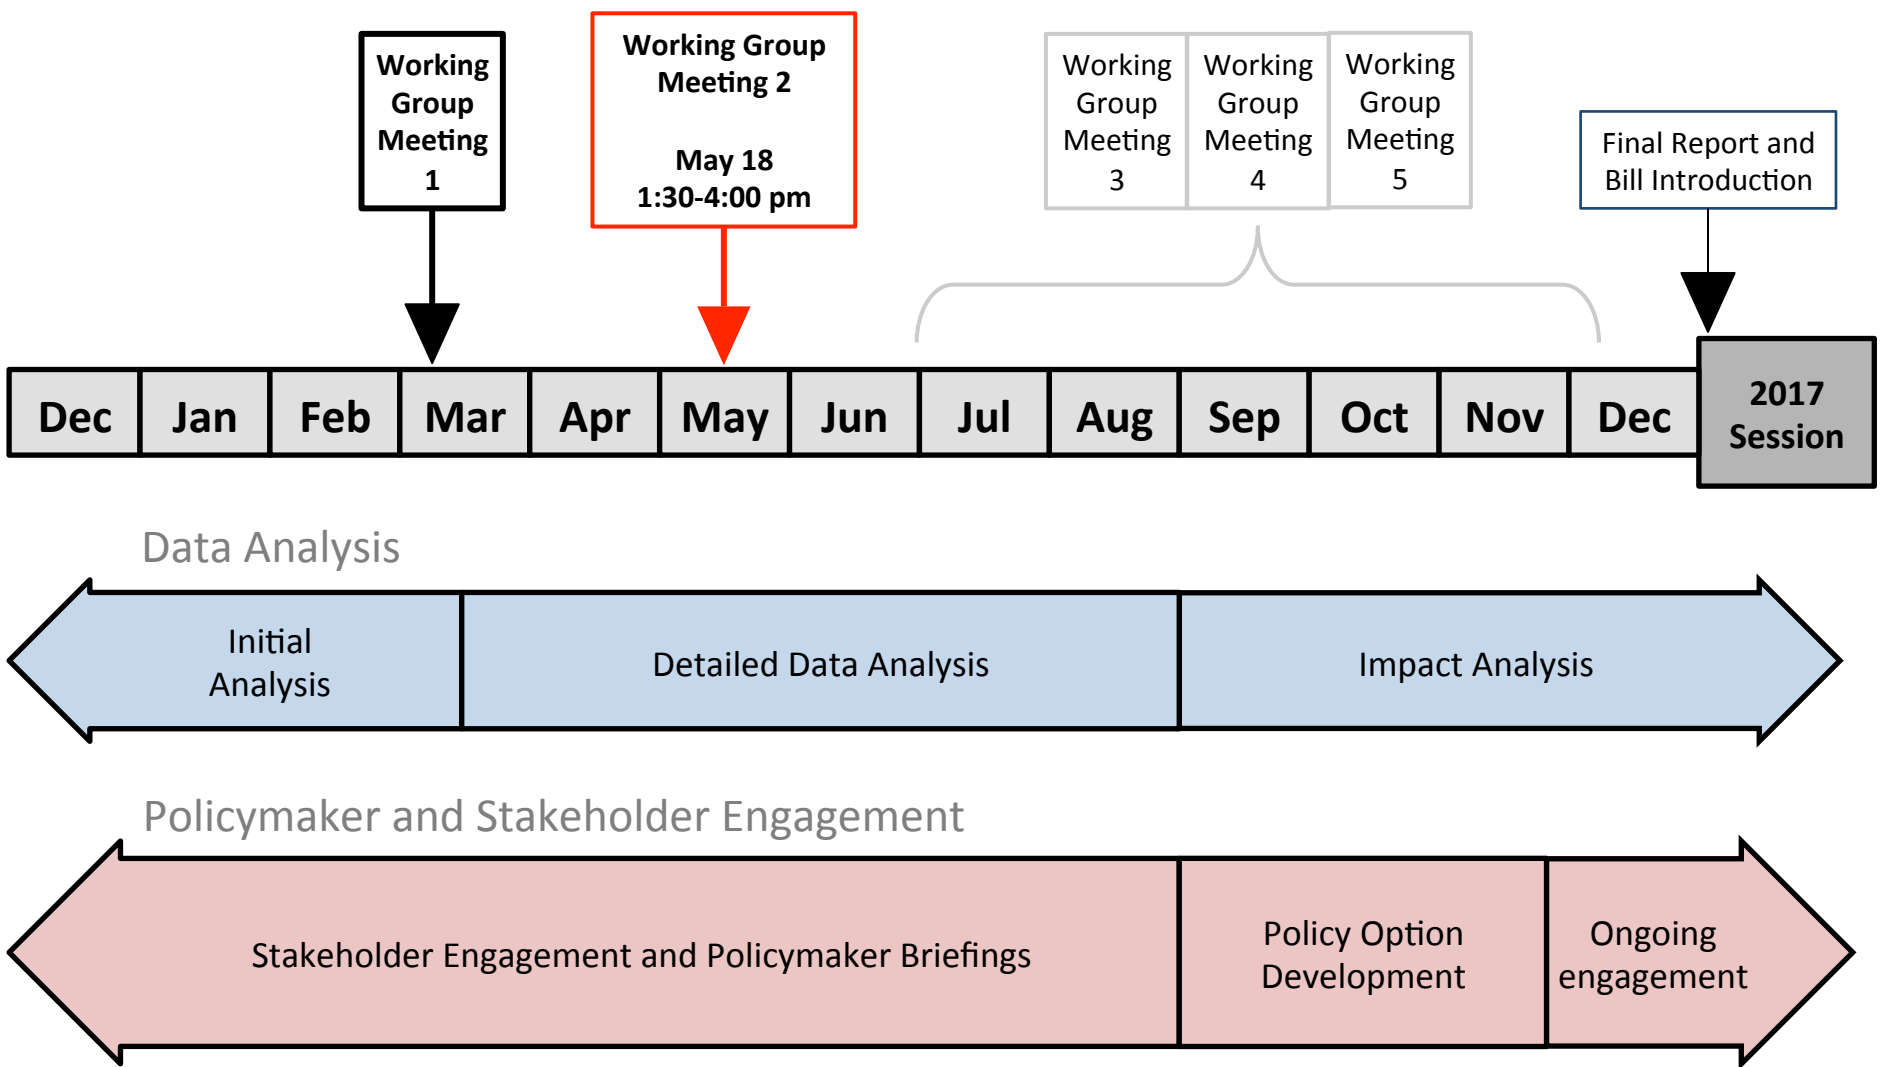 Working
Group
Meeting
1
Working Group
Meeting 2
May 18
1:30-4:00 pm
Working
Group
Meeting
3
Working
Group
Meeting
4
Working
Group
Meeting
5
Final Report and
Bill Introduction
Dec Jan Feb Mar Apr May Jun Jul Aug Sep Oct Nov Dec
2017
Session
Data Analysis
Initial
Analysis
Detailed Data Analysis
Impact Analysis
Policymaker and Stakeholder Engagement
Stakeholder Engagement and Policymaker Briefings
Policy Option
Development
Ongoing
engagement